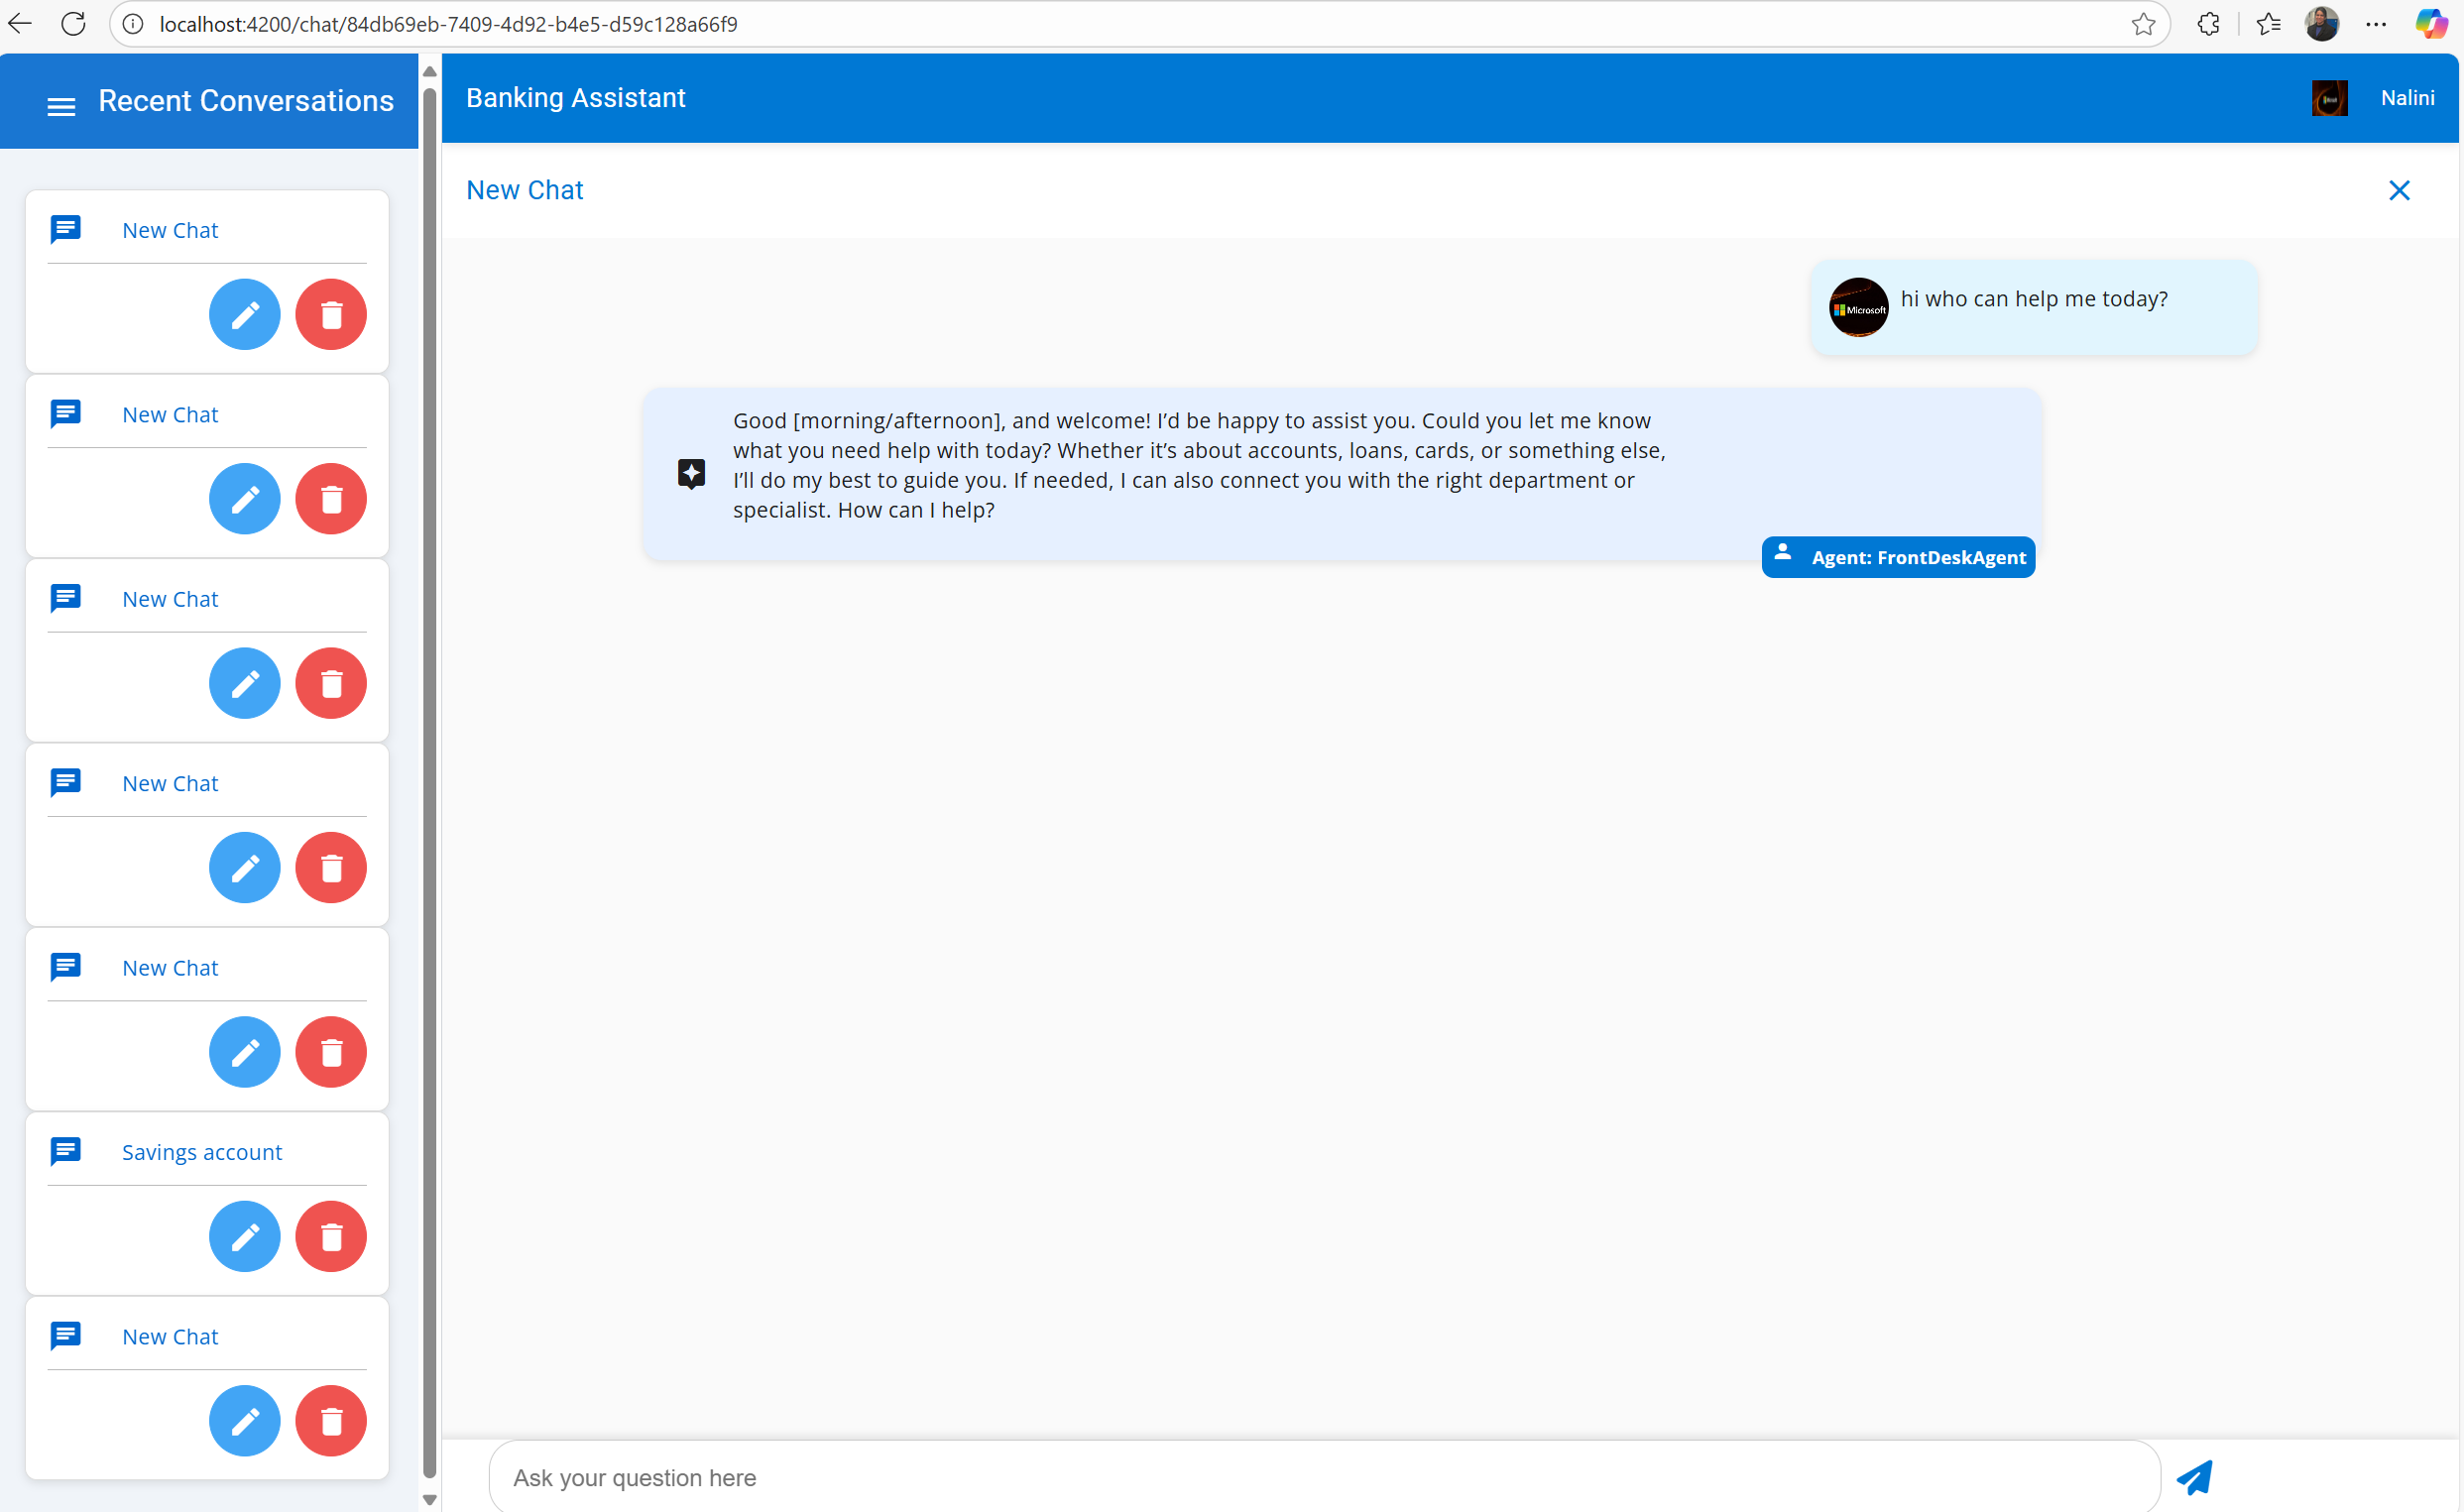 localhost:4200/chat/84db69eb-7409-4d92-b4e5-d59c128a66f9
Recent Conversations
New Chat
New Chat
New Chat
New Chat
New Chat
Savings account
New Chat
Banking Assistant
Nalini
New Chat
Microsoft
hi who can help me today?
Good [morning/afternoon], and welcome! I’d be happy to assist you. Could you let me know
what you need help with today? Whether it’s about accounts, loans, cards, or something else,
I’ll do my best to guide you. If needed, I can also connect you with the right department or
specialist. How can I help?
Agent: FrontDeskAgent
Ask your question here